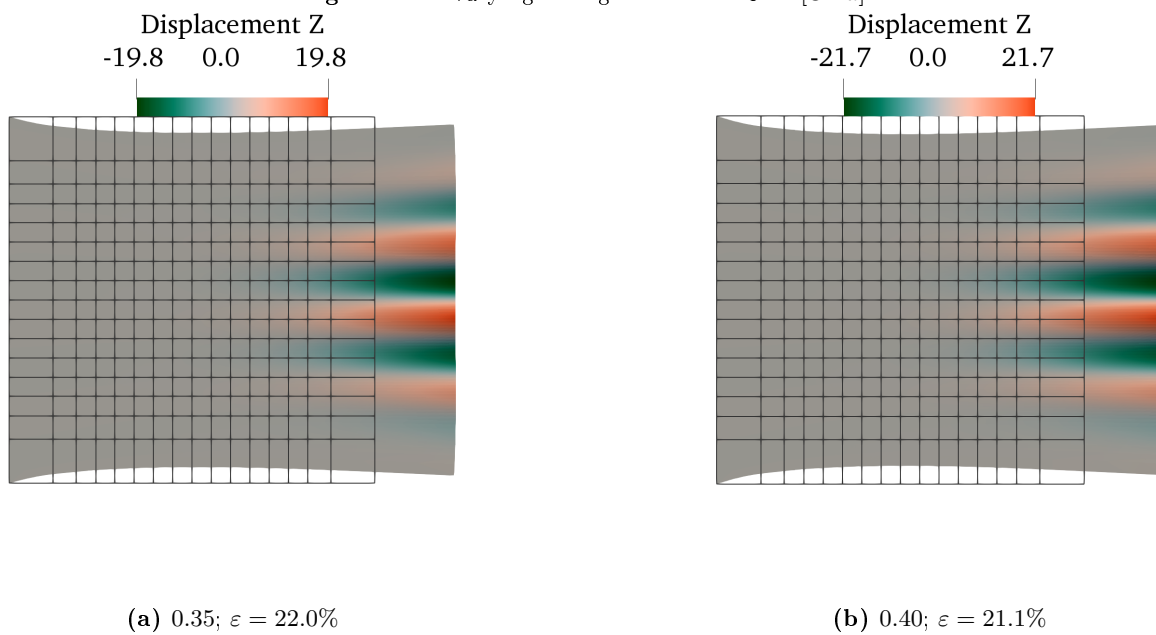 Displacement Z
-19.8 0.0 19.8
Displacement Z
-21.7 0.0 21.7
(a) 0.35; ε = 22.0%
(b) 0.40; ε = 21.1%